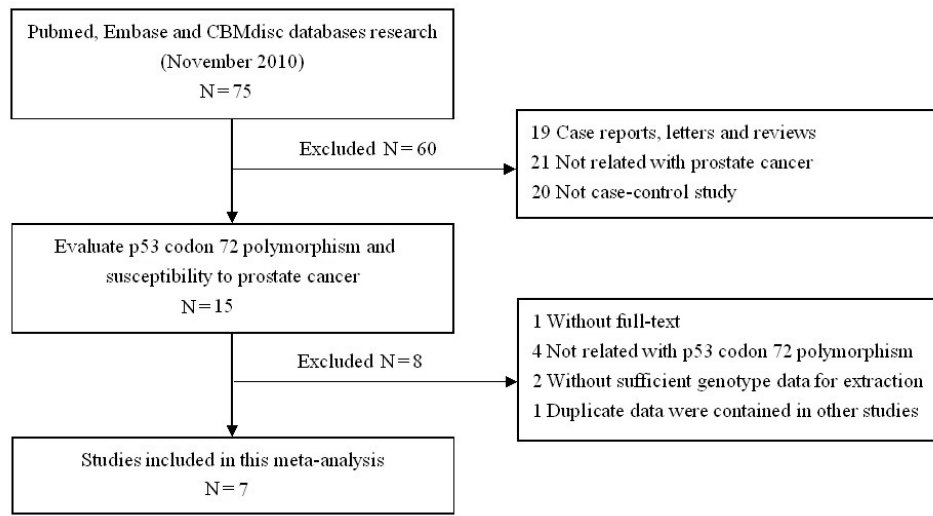 Pubmed, Embase and CBMdisc databases research
(November 2010)
N=75
Excluded N=60
19 Case reports, letters and reviews
21 Not related with prostate cancer
20 Not case-control study
Evaluate p53 codon 72 polymorphism and
susceptibility to prostate cancer
N=15
Excluded N=8
1 Without full-text
4 Not related with p53 codon 72 polymorphism
2 Without sufficient genotype data for extraction
1 Duplicate data were contained in other studies
Studies included in this meta-analysis
N=7